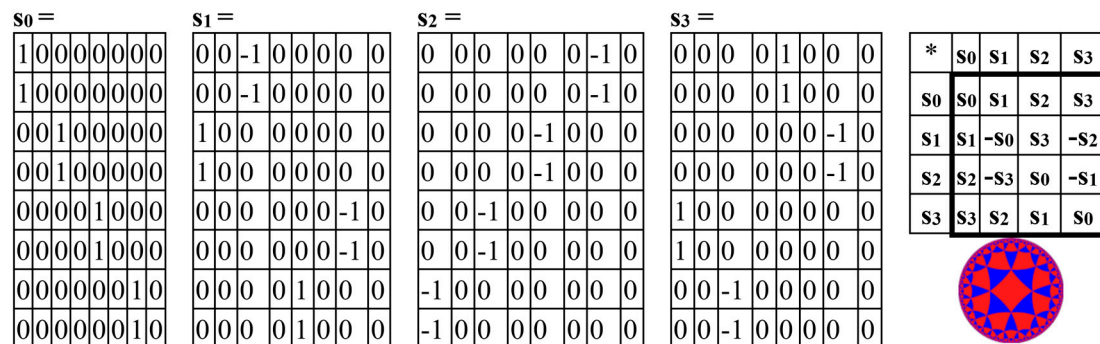 s0 =
1 0 0 0 0 0 0 0
1 0 0 0 0 0 0 0
0 0 1 0 0 0 0 0
0 0 1 0 0 0 0 0
0 0 0 0 1 0 0 0
0 0 0 0 1 0 0 0
0 0 0 0 0 0 1 0
0 0 0 0 0 0 1 0
s1 =
0 0 -1 0 0 0 0 0
0 0 -1 0 0 0 0 0
1 0 0 0 0 0 0 0
1 0 0 0 0 0 0 0
0 0 0 0 0 0 -1 0
0 0 0 0 0 0 -1 0
0 0 0 0 1 0 0 0
0 0 0 0 1 0 0 0
s2 =
0 0 0 0 0 0 -1 0
0 0 0 0 0 0 -1 0
0 0 0 0 -1 0 0 0
0 0 0 0 -1 0 0 0
0 0 -1 0 0 0 0 0
0 0 -1 0 0 0 0 0
-1 0 0 0 0 0 0 0
-1 0 0 0 0 0 0 0
s3 =
0 0 0 0 1 0 0 0
0 0 0 0 1 0 0 0
0 0 0 0 0 0 -1 0
0 0 0 0 0 0 -1 0
1 0 0 0 0 0 0 0
1 0 0 0 0 0 0 0
0 0 -1 0 0 0 0 0
0 0 -1 0 0 0 0 0
* s0 s1 s2 s3
s0 s0 s1 s2 s3
s1 s1 -s0 s3 -s2
s2 s2 -s3 s0 -s1
s3 s3 s2 s1 s0